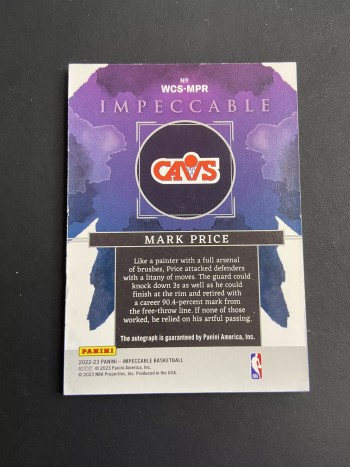 Nº
WCS-MPR
IMPECCABLE
CAVS
MARK PRICE
Like a painter with a full arsenal
of brushes, Price attacked defenders
with a litany of moves. The guard could
knock down 3s as well as he could
finish at the rim and retired with
a career 90.4-percent mark from
the free-throw line. If none of those
worked, he relied on his artful passing.
The autograph is guaranteed by Panini America, Inc.
PANINI
2022-23 PANINI – IMPECCABLE BASKETBALL
© 2023 Panini America, Inc.
© 2023 NBA Properties, Inc. Produced in the USA.
NBA